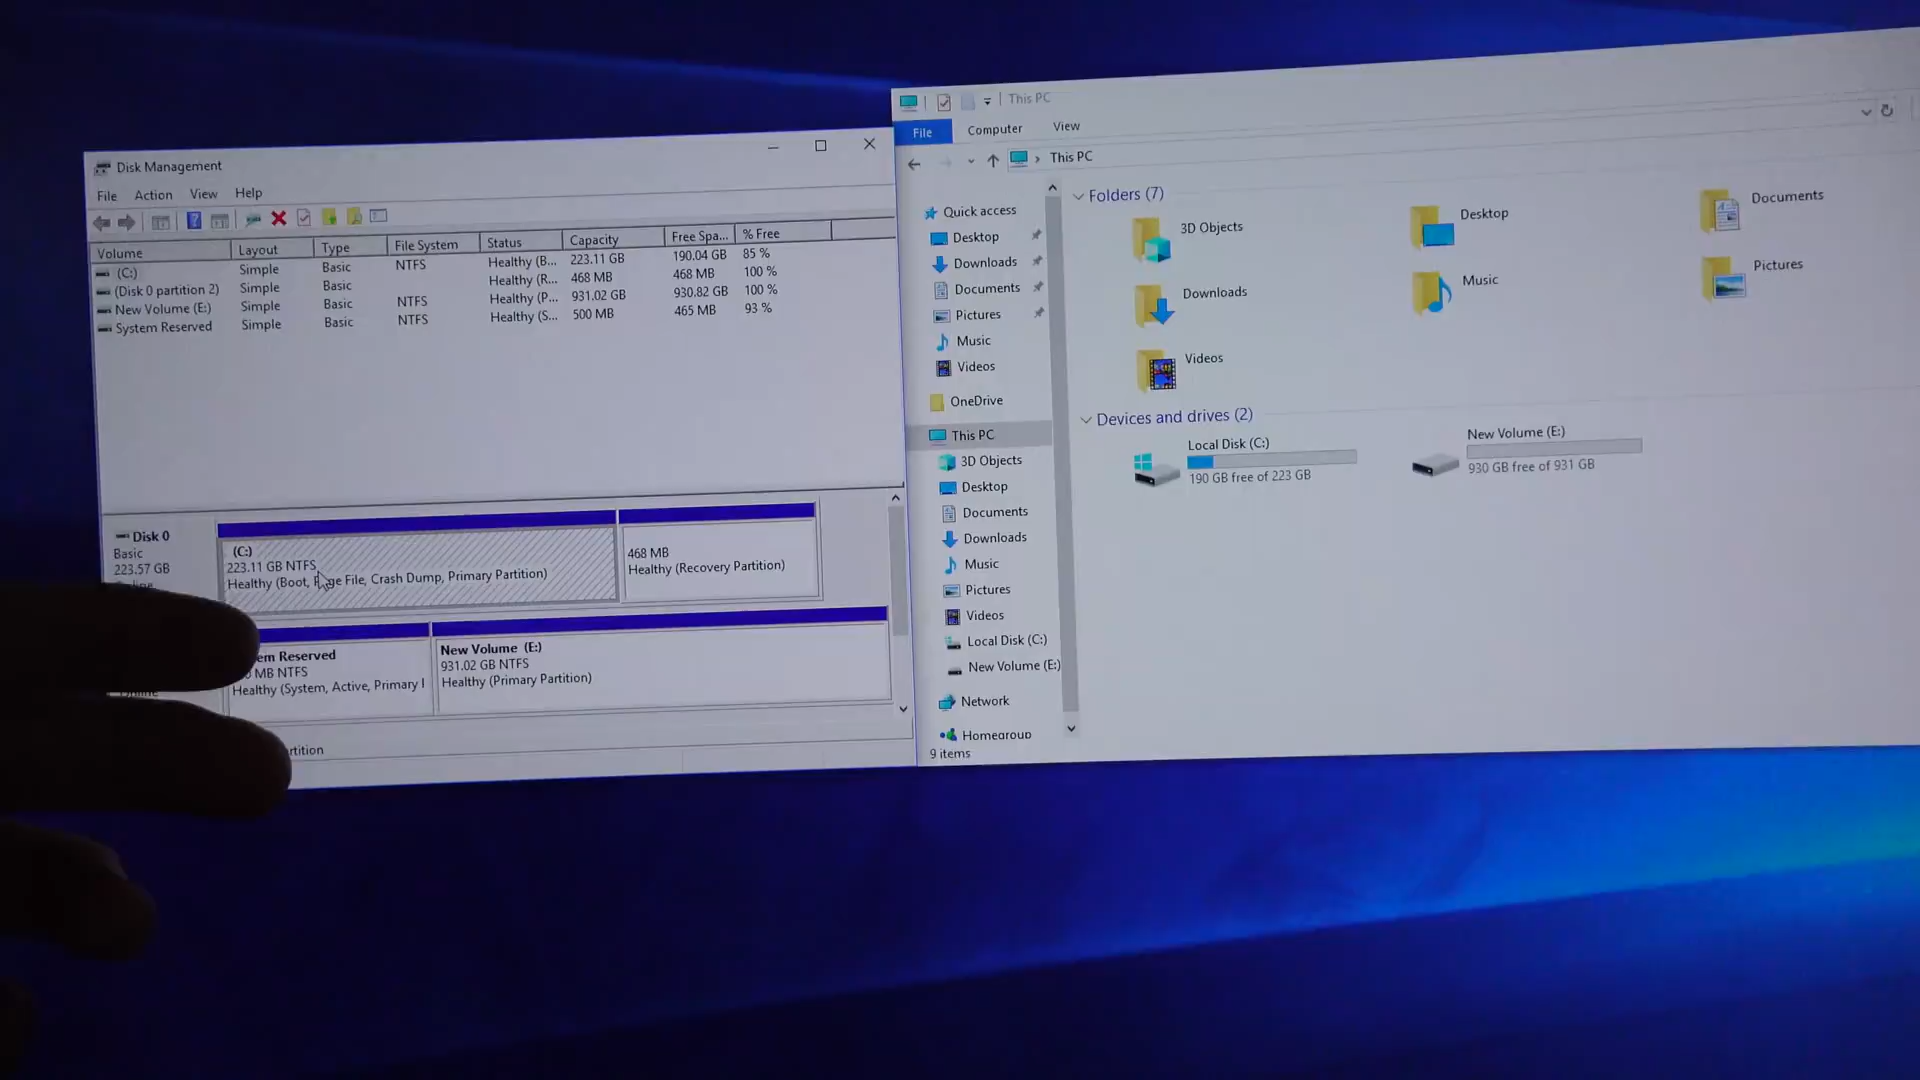 Disk Management
File Action View Help
Volume Layout Type File System Status Capacity Free Spa... % Free
(C:) Simple Basic NTFS Healthy (B... 223.11 GB 190.04 GB 85 %
(Disk 0 partition 2) Simple Basic Healthy (R... 468 MB 468 MB 100 %
New Volume (E:) Simple Basic NTFS Healthy (P... 931.02 GB 930.82 GB 100 %
System Reserved Simple Basic NTFS Healthy (S... 500 MB 465 MB 93 %
Disk 0
Basic
223.57 GB
(C:)
223.11 GB NTFS
Healthy (Boot, Page File, Crash Dump, Primary Partition)
468 MB
Healthy (Recovery Partition)
em Reserved
MB NTFS
Healthy (System, Active, Primary
New Volume (E:)
931.02 GB NTFS
Healthy (Primary Partition)
Online
rtition
This PC
File Computer View
This PC
Quick access
Desktop
Downloads
Documents
Pictures
Music
Videos
OneDrive
This PC
3D Objects
Desktop
Documents
Downloads
Music
Pictures
Videos
Local Disk (C:)
New Volume (E:)
Network
Homegroup
9 items
Folders (7)
3D Objects
Desktop
Documents
Downloads
Music
Pictures
Videos
Devices and drives (2)
Local Disk (C:)
190 GB free of 223 GB
New Volume (E:)
930 GB free of 931 GB